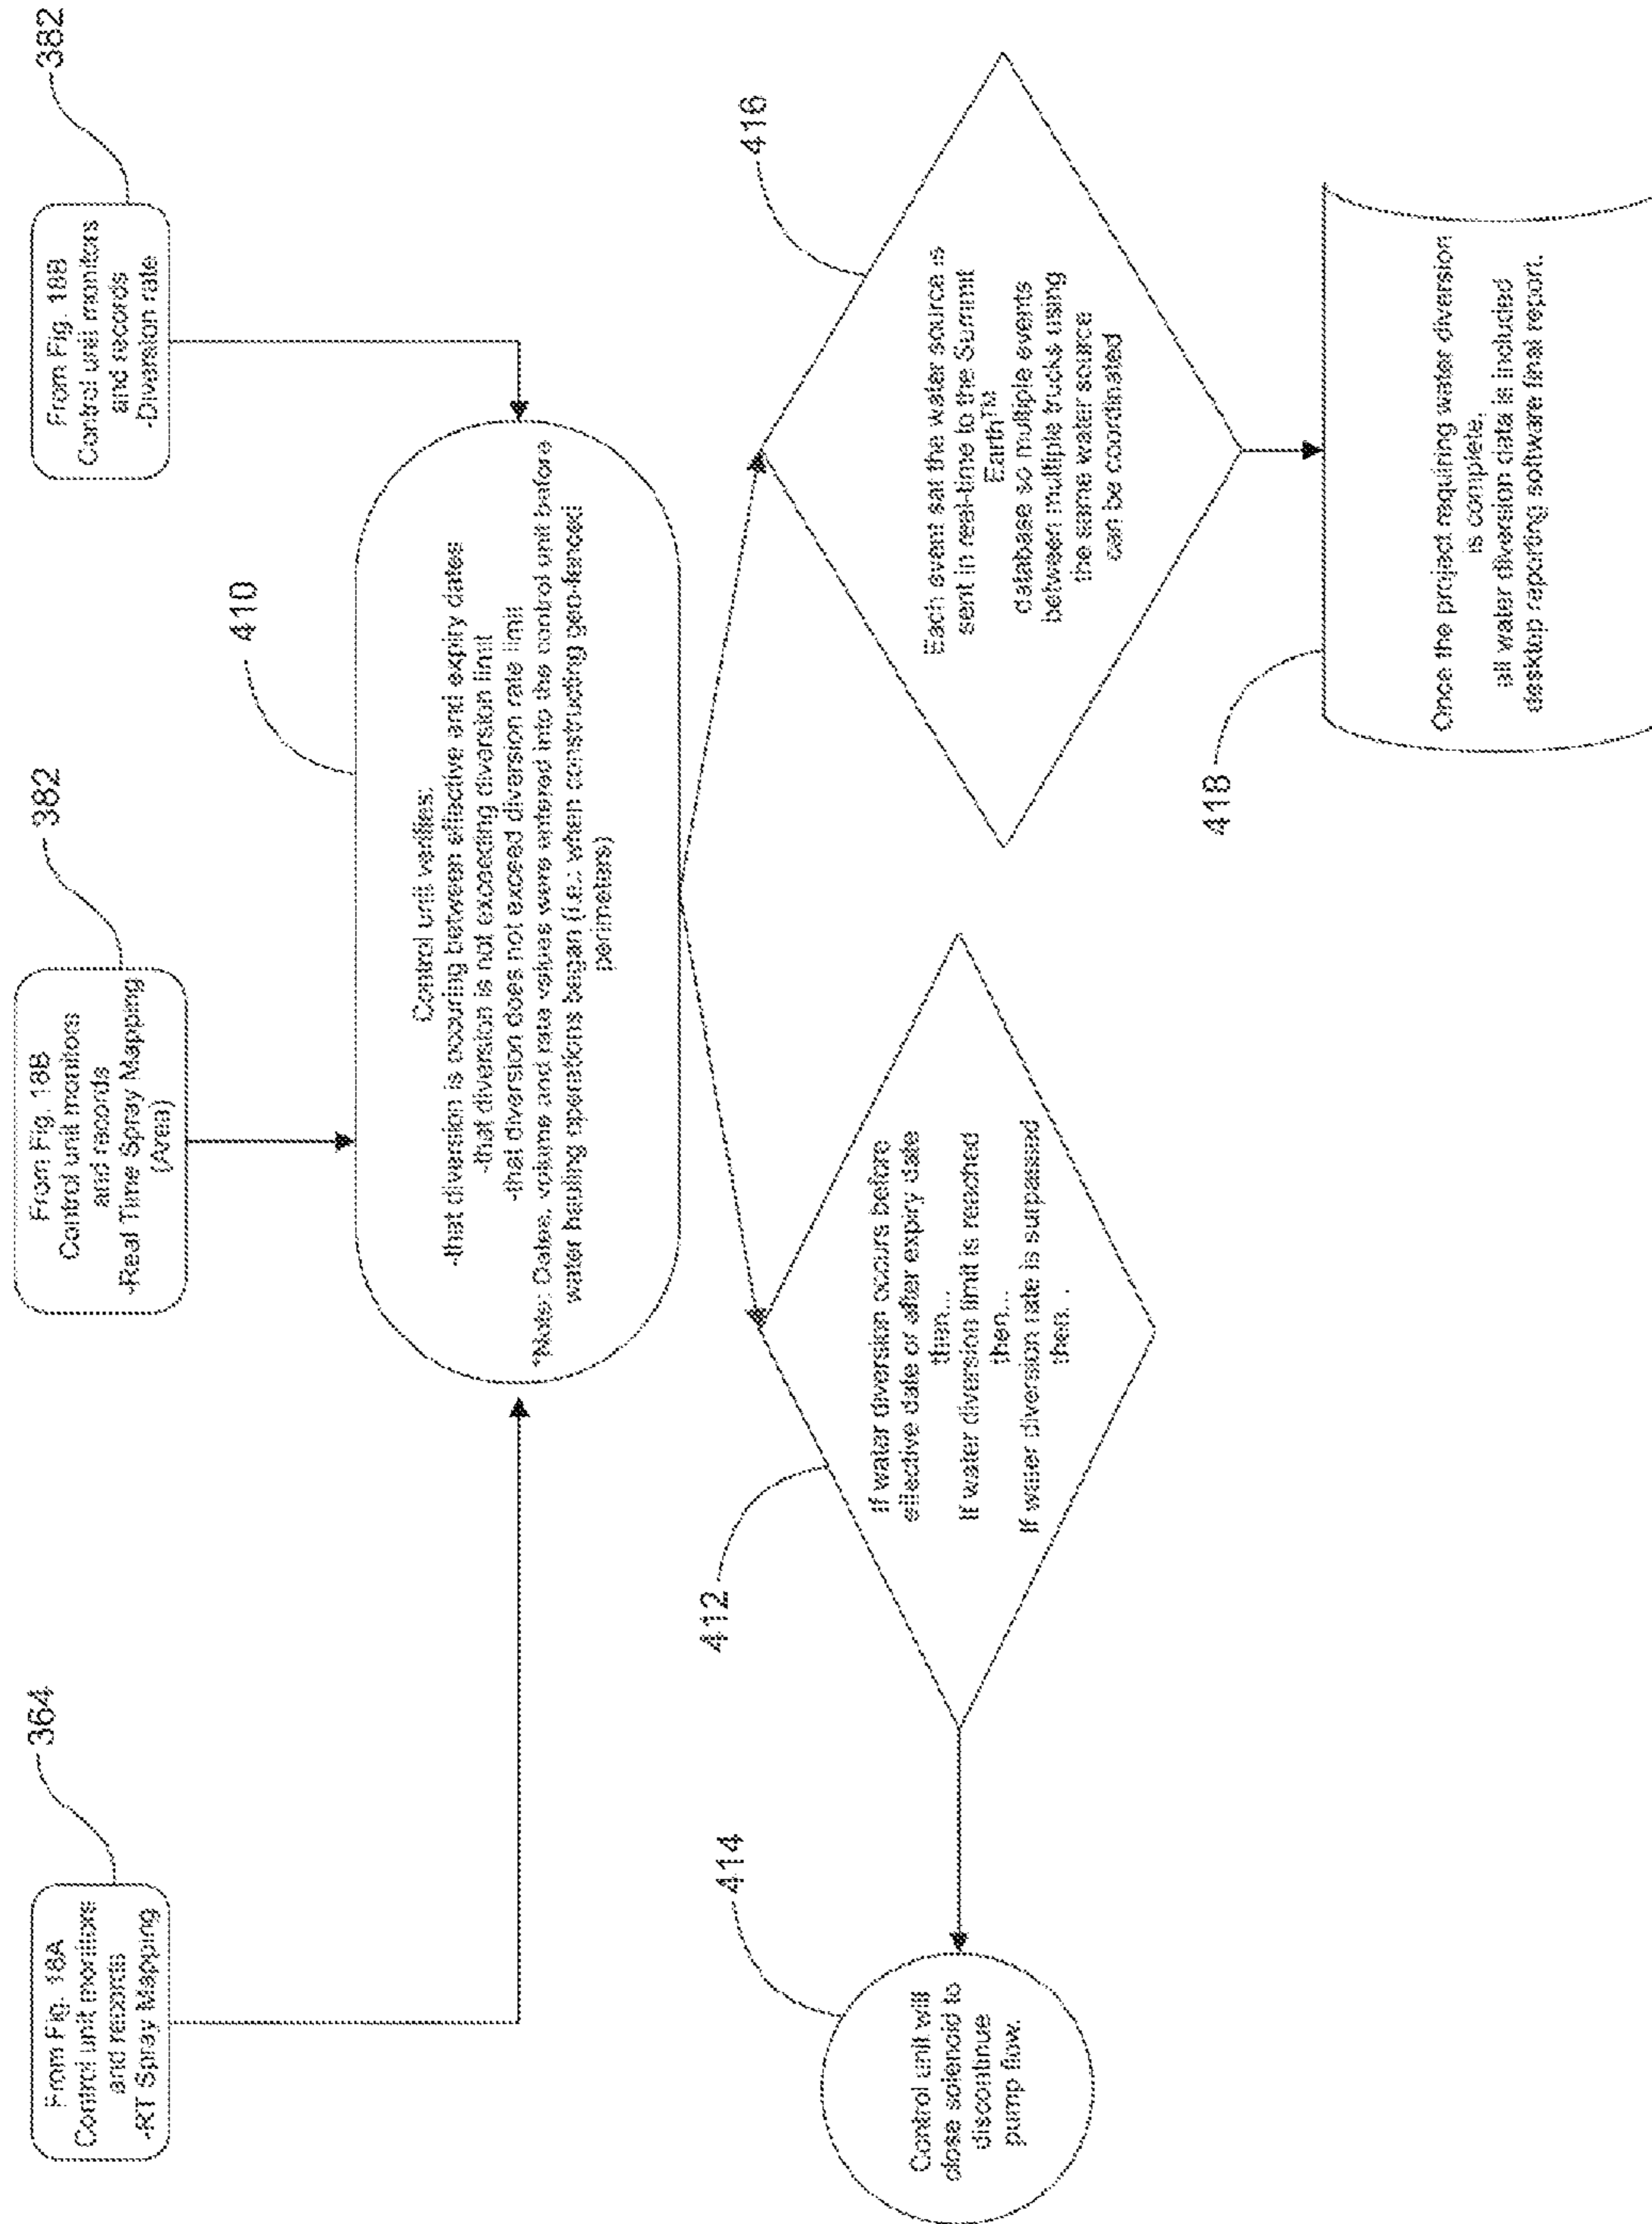 From Fig. 18A
Control unit monitors
and records
-RT Spray Mapping
364
From Fig. 18B
Control unit monitors
and records
-Real Time Spray Mapping
(Area)
382
From Fig. 18B
Control unit monitors
and records
-Diversion rate
382
Control unit verifies:
-that diversion is occuring between effective and expiry dates
-that diversion is not exceeding diversion limit
-that diversion does not exceed diversion rate limit
*Note: Dates, volume and rate values were entered into the control unit before
water hauling operations began (i.e.: when constructing geo-fenced
perimeters)
410
If water diversion occurs before
effective date or after expiry date
then...
If water diversion limit is reached
then...
If water diversion rate is surpassed
then...
412
Control unit will
close solenoid to
discontinue
pump flow.
414
Each event sat the water source is
sent in real-time to the Summit
Earth™
database so multiple events
between multiple trucks using
the same water source
can be coordinated
416
Once the project requiring water diversion
is complete,
all water diversion data is included
desktop reporting software final report.
418